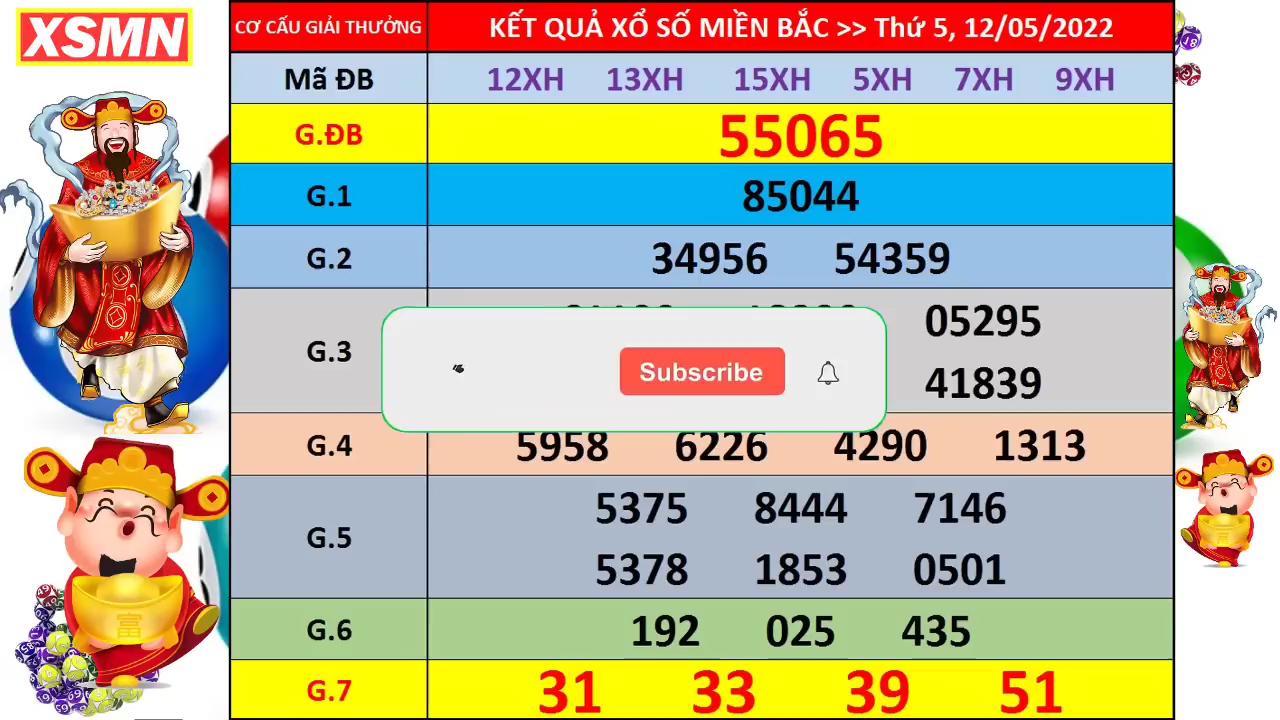 XSMN
CƠ CẤU GIẢI THƯỞNG
KẾT QUẢ XỔ SỐ MIỀN BẮC >> Thứ 5, 12/05/2022
Mã ĐB 12XH 13XH 15XH 5XH 7XH 9XH
G.ĐB 55065
G.1 85044
G.2 34956 54359
G.3 05295
41839
Subscribe
G.4 5958 6226 4290 1313
G.5 5375 8444 7146
5378 1853 0501
G.6 192 025 435
G.7 31 33 39 51
富
富